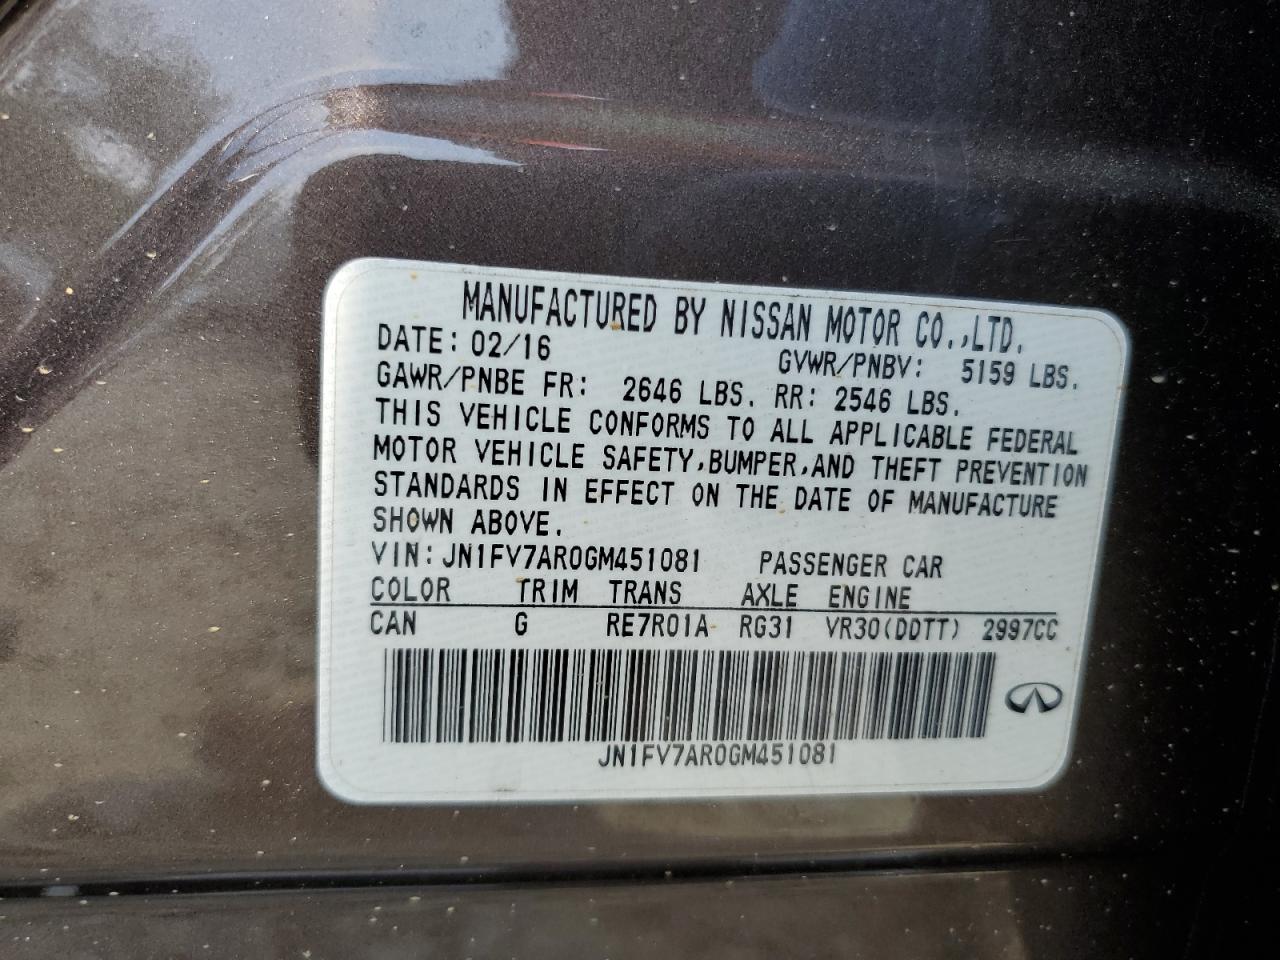 MANUFACTURED BY NISSAN MOTOR CO.,LTD.
DATE: 02/16 GVWR/PNBV: 5159 LBS.
GAWR/PNBE FR: 2646 LBS. RR: 2546 LBS.
THIS VEHICLE CONFORMS TO ALL APPLICABLE FEDERAL
MOTOR VEHICLE SAFETY,BUMPER,AND THEFT PREVENTION
STANDARDS IN EFFECT ON THE DATE OF MANUFACTURE
SHOWN ABOVE.
VIN: JN1FV7AR0GM451081 PASSENGER CAR
COLOR TRIM TRANS AXLE ENGINE
CAN G RE7R01A RG31 VR30(DDTT) 2997CC
JN1FV7AR0GM451081